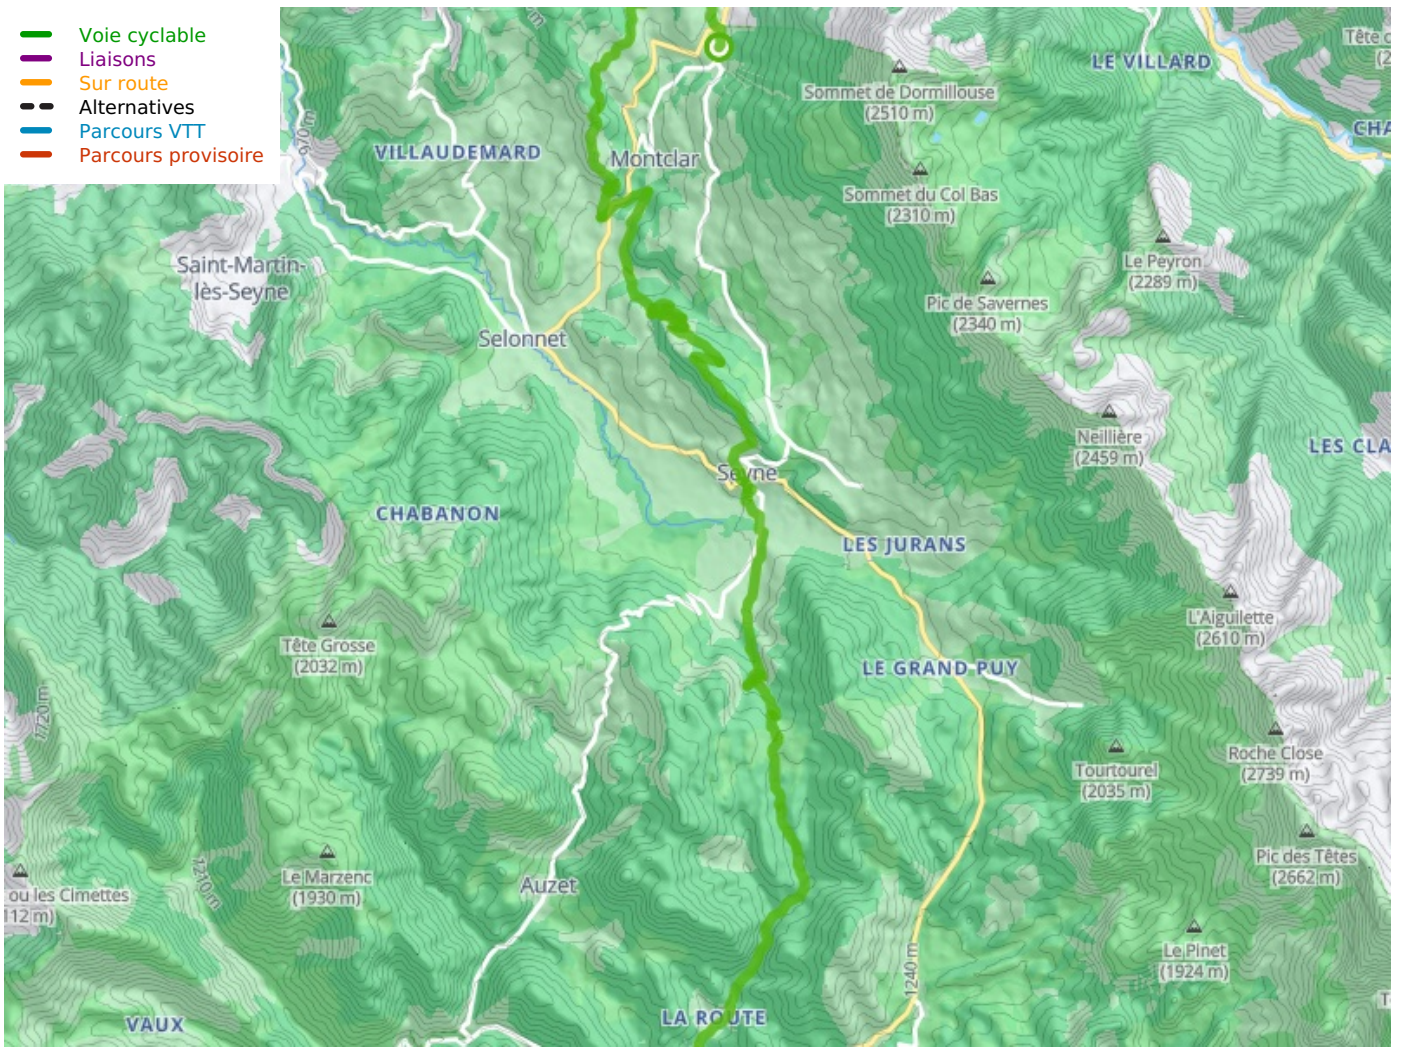 Voie cyclable
Liaisons
Sur route
Alternatives
Parcours VTT
Parcours provisoire
970 m
LE VILLARD
Sommet de Dormillouse
(2510 m)
VILLAUDEMARD
Montclar
Sommet du Col Bas
(2310 m)
Saint-Martin-
lès-Seyne
Le Peyron
(2289 m)
Pic de Savernes
(2340 m)
Selonnet
Neillière
(2459 m)
LES CLA
Seyne
CHABANON
LES JURANS
L'Aiguilette
(2610 m)
Tête Grosse
(2032 m)
LE GRAND PUY
1720 m
Roche Close
(2739 m)
Tourtourel
(2035 m)
Pic des Têtes
(2662 m)
1210 m
Le Marzenc
(1930 m)
Auzet
ou les Cimettes
112 m)
Le Pinet
(1924 m)
1240 m
VAUX
LA ROUTE